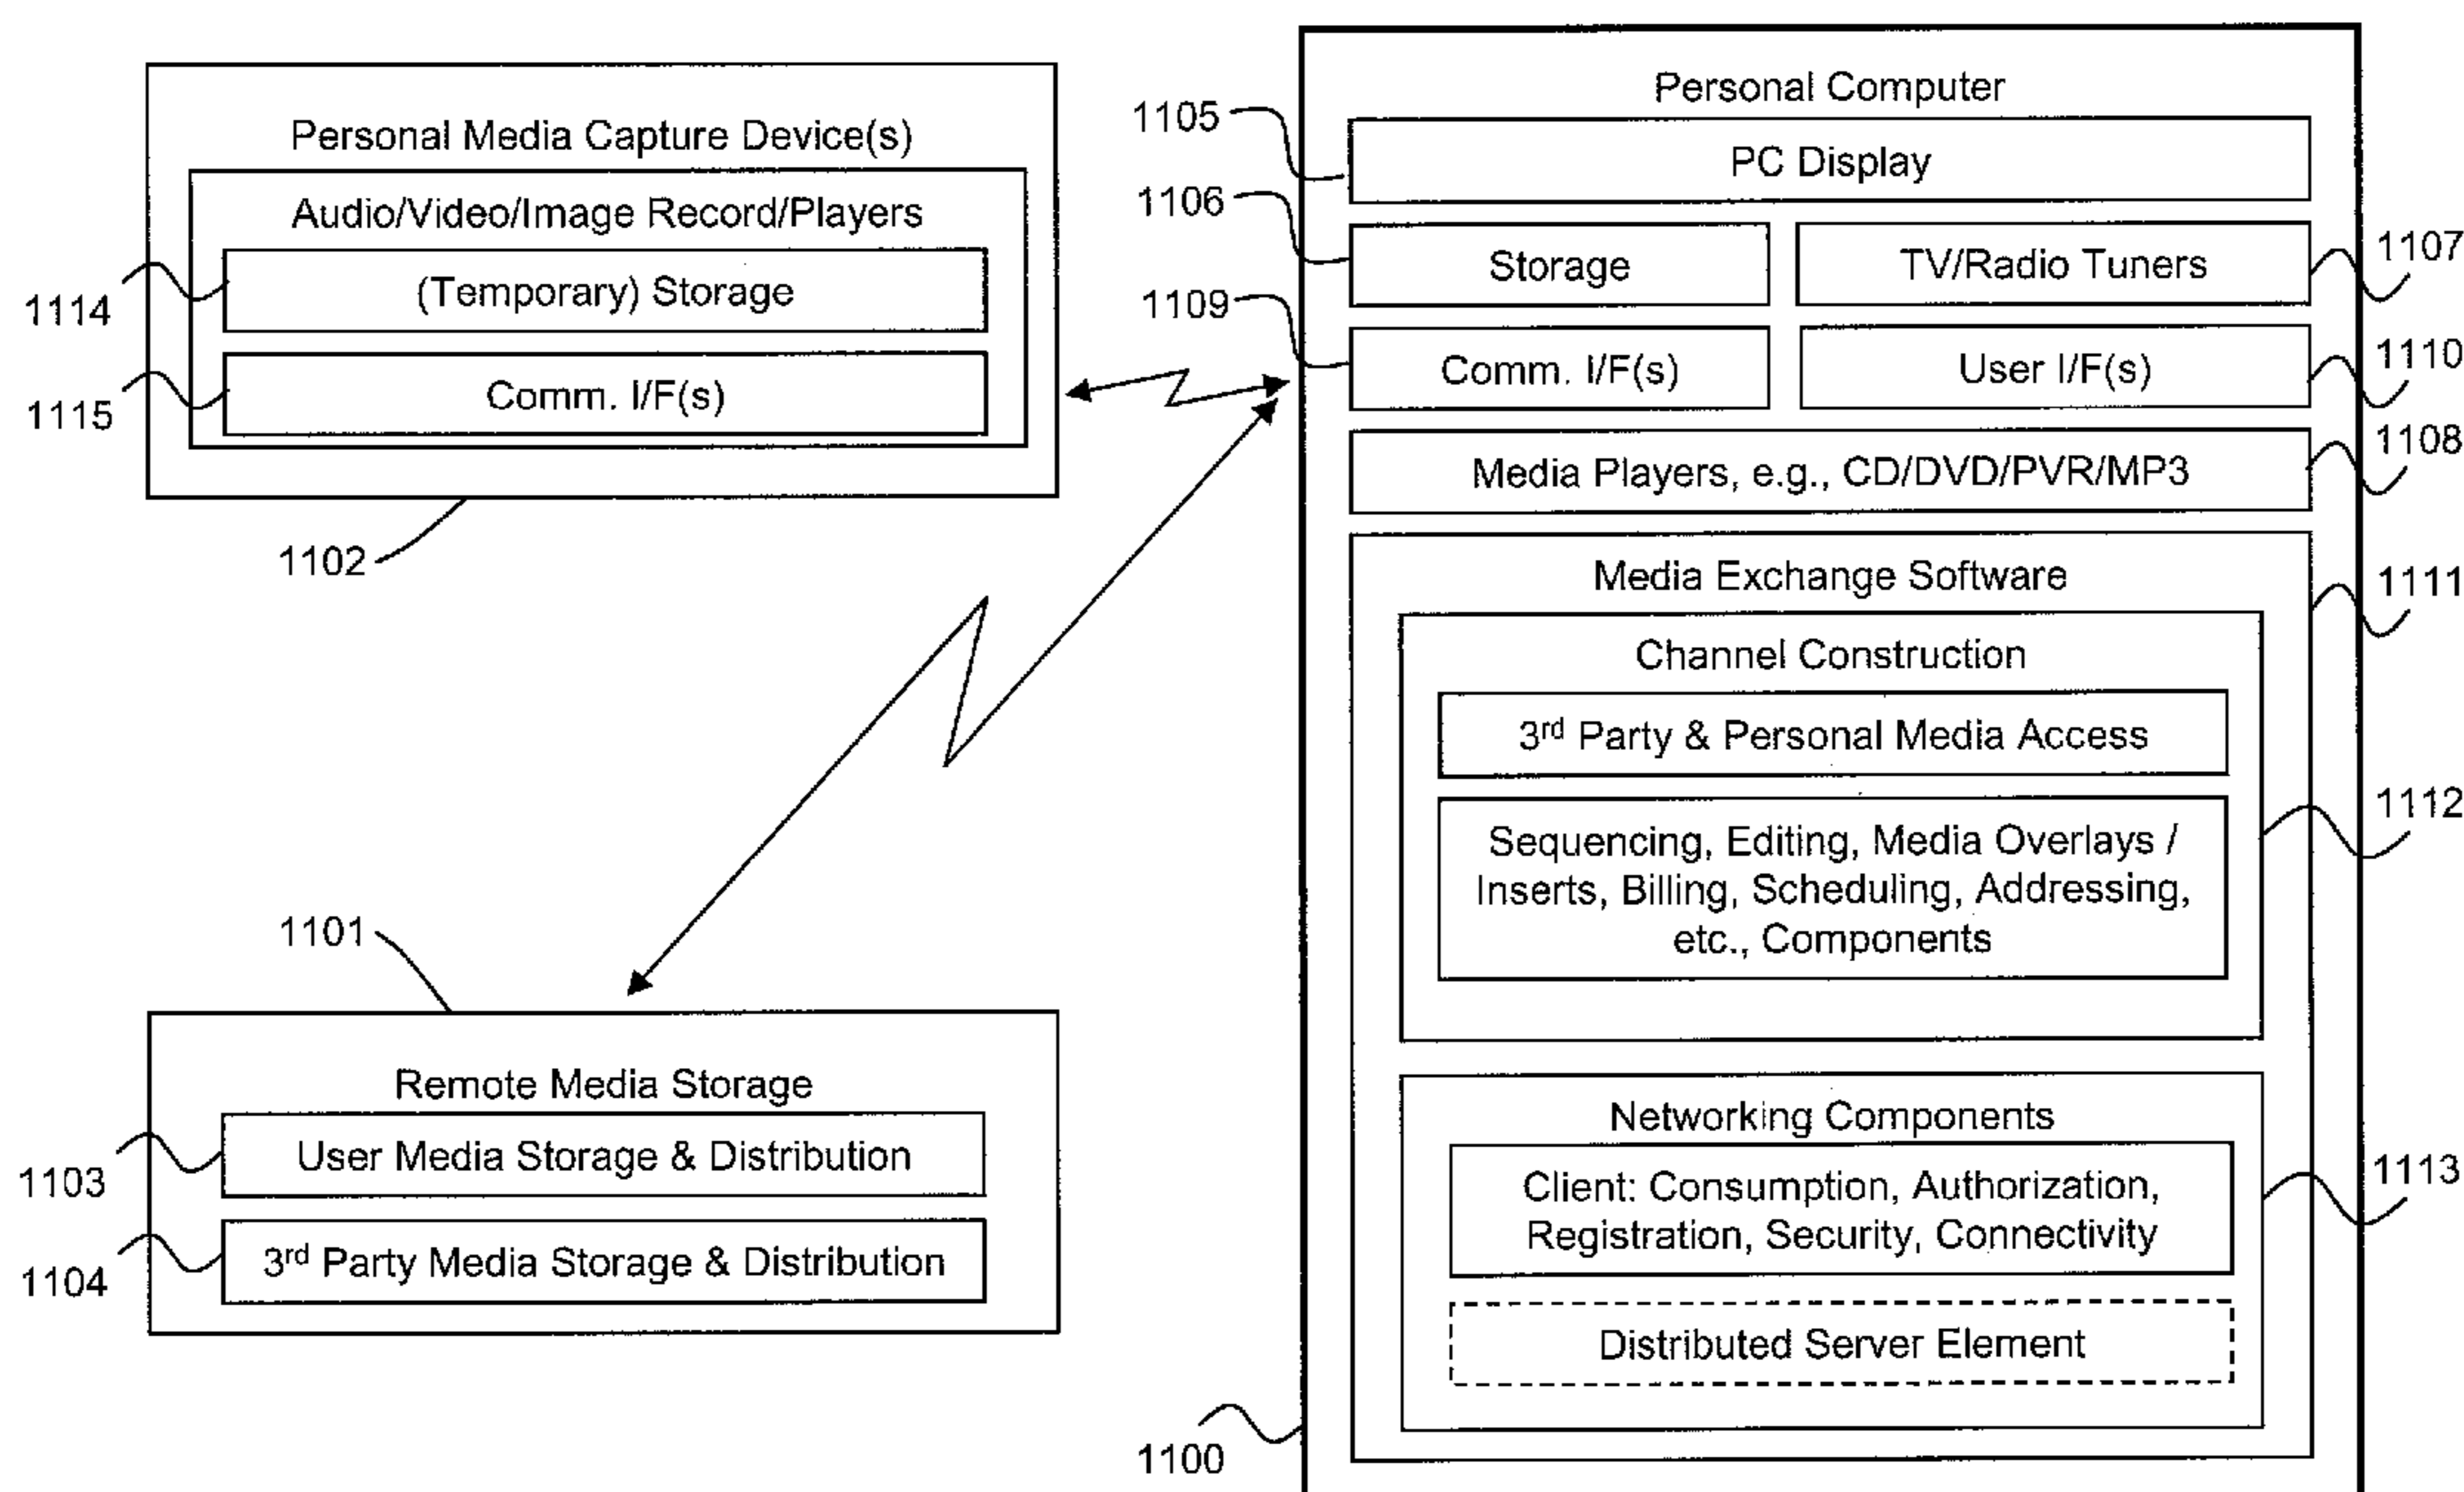 Personal Media Capture Device(s)
Audio/Video/Image Record/Players
(Temporary) Storage
1114
Comm. I/F(s)
1115
1102
1101
Remote Media Storage
User Media Storage & Distribution
1103
3rd Party Media Storage & Distribution
1104
Personal Computer
1105
PC Display
1106
Storage
TV/Radio Tuners
1107
1109
Comm. I/F(s)
User I/F(s)
1110
Media Players, e.g., CD/DVD/PVR/MP3
1108
Media Exchange Software
1111
Channel Construction
3rd Party & Personal Media Access
Sequencing, Editing, Media Overlays /
Inserts, Billing, Scheduling, Addressing,
etc., Components
1112
Networking Components
Client: Consumption, Authorization,
Registration, Security, Connectivity
1113
Distributed Server Element
1100